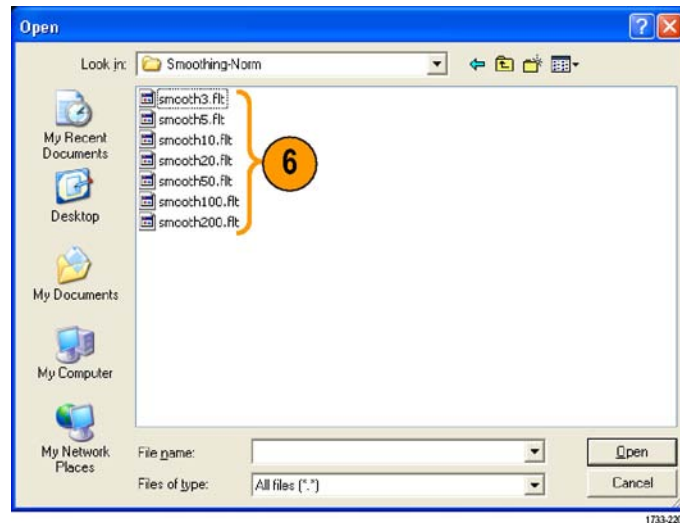 Open
Look in: Smoothing-Norm
My Recent
Documents
Desktop
My Documents
My Computer
My Network
Places
smooth3.flt
smooth5.flt
smooth10.flt
smooth20.flt
smooth50.flt
smooth100.flt
smooth200.flt
6
File name:
Open
Files of type: All files (*.*)
Cancel
1733-220